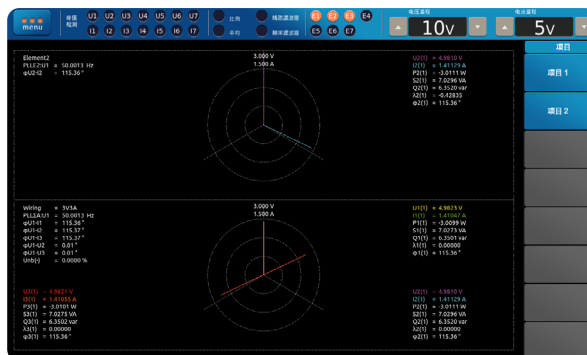 menu
峰值
检测
U1 U2 U3 U4 U5 U6 U7
I1 I2 I3 I4 I5 I6 I7
比例
平均
线路滤波器
频率滤波器
E1 E2 E3 E4
E5 E6 E7
电压量程
10v
电流量程
5v
项目
项目 1
项目 2
Element2
PLLE2:U1 = 50.0013 Hz
φU2-I2 = 115.36°
3.000 V
1.500 A
U2(1) = 4.9810 V
I2(1) = 1.41129 A
P2(1) = -3.0111 W
S2(1) = 7.0296 VA
Q2(1) = 6.3520 var
λ2(1) = -0.42835
φ2(1) = 115.36°
Wiring = 3V3A
PLLΣA:U1 = 50.0013 Hz
φU1-I1 = 115.36°
φU1-I2 = 115.37°
φU1-I3 = 115.37°
φU1-U2 = 0.01°
φU1-U3 = 0.01°
Unb(-) = 0.0000 %
3.000 V
1.500 A
U1(1) = 4.9823 V
I1(1) = 1.41047 A
P1(1) = -3.0099 W
S1(1) = 7.0273 VA
Q1(1) = 6.3501 var
λ1(1) = 0.00000
φ1(1) = 115.36°
U3(1) = 4.9821 V
I3(1) = 1.41055 A
P3(1) = -3.0101 W
S3(1) = 7.0275 VA
Q3(1) = 6.3502 var
λ3(1) = 0.00000
φ3(1) = 115.36°
U2(1) = 4.9810 V
I2(1) = 1.41129 A
P2(1) = -3.0111 W
S2(1) = 7.0296 VA
Q2(1) = 6.3520 var
λ2(1) = 0.00000
φ2(1) = 115.36°